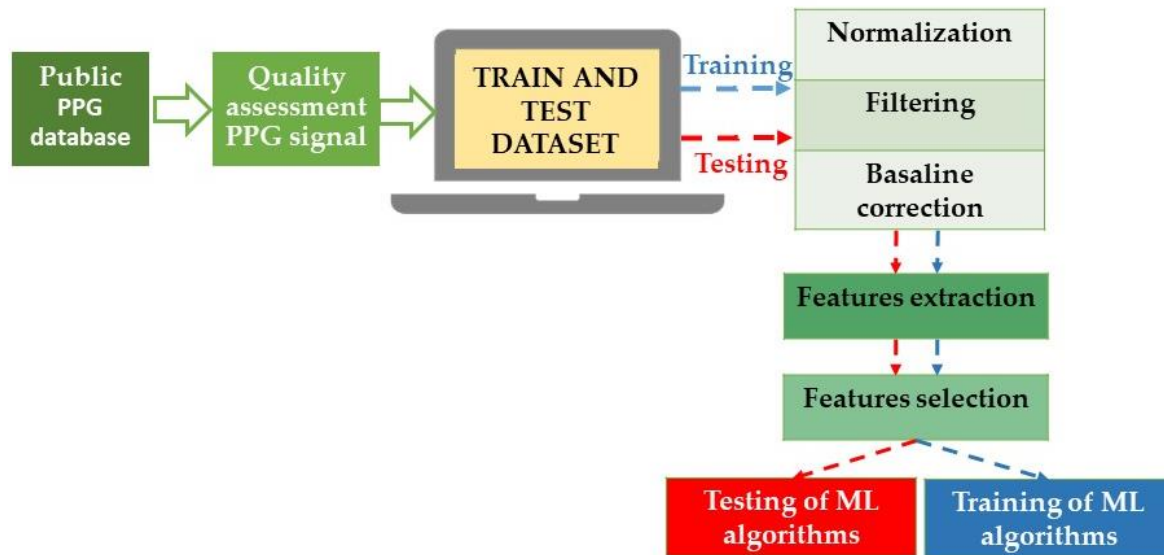 Public
PPG
database
Quality
assessment
PPG signal
TRAIN AND
TEST
DATASET
Training
Testing
Normalization
Filtering
Basaline
correction
Features extraction
Features selection
Testing of ML
algorithms
Training of ML
algorithms